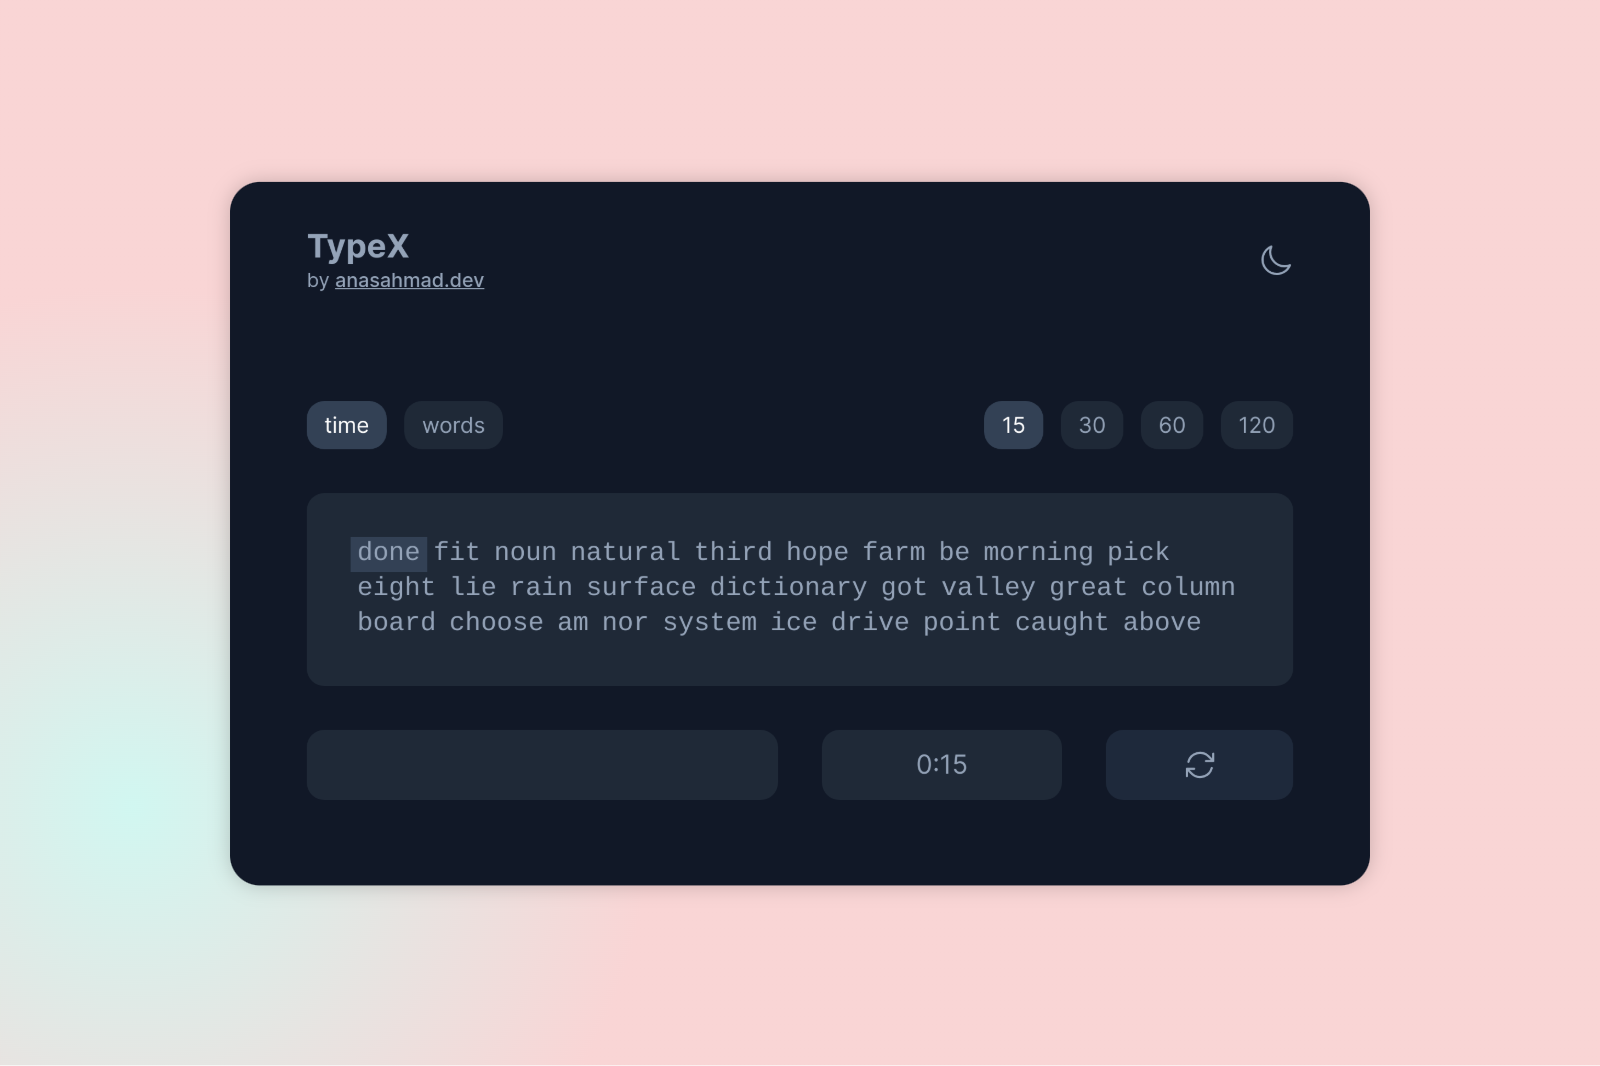 TypeX
by anasahmad.dev
time words 15 30 60 120
done fit noun natural third hope farm be morning pick
eight lie rain surface dictionary got valley great column
board choose am nor system ice drive point caught above
0:15